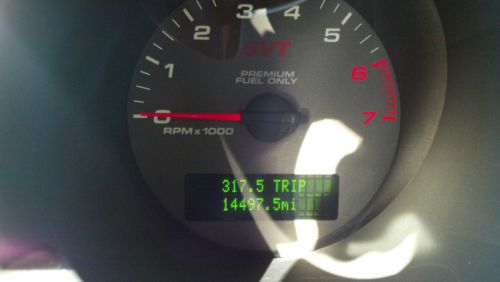 0
1
2
3
4
5
6
7
SVT
PREMIUM
FUEL ONLY
RPM x 1000
317.5 TRIP
14497.5mi